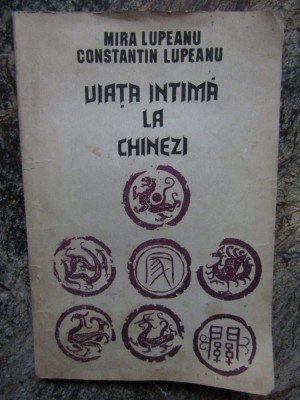 MIRA LUPEANU
CONSTANTIN LUPEANU
VIAȚA INTIMĂ
LA
CHINEZI